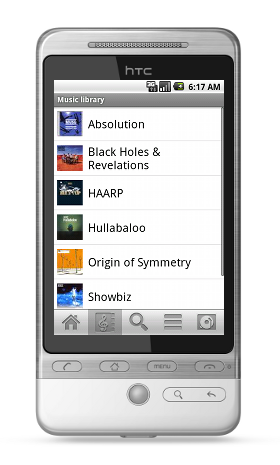 hTC
6:17 AM
Music library
Absolution
Black Holes &
Revelations
HAARP
Hullabaloo
Origin of Symmetry
Showbiz
MENU